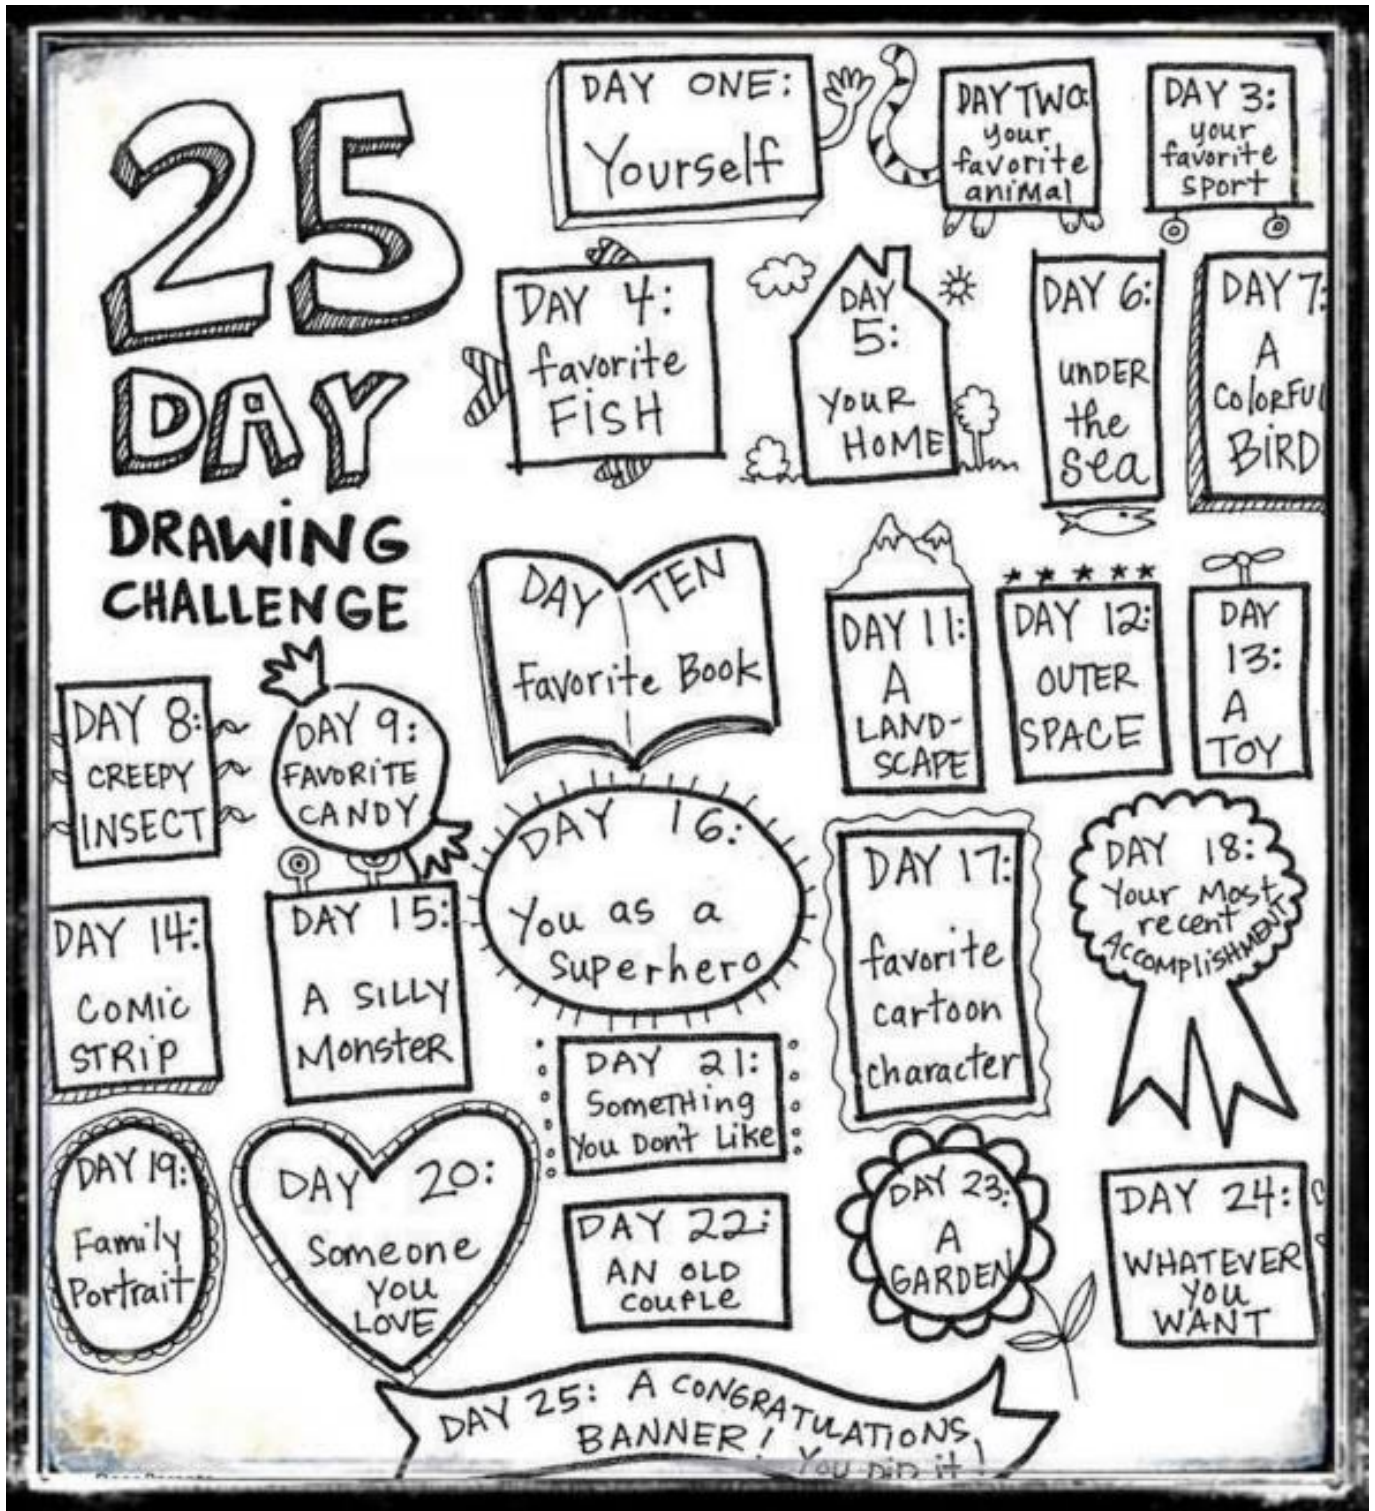 25
DAY
DRAWING
CHALLENGE
DAY ONE:
Yourself
DAY TWO:
your
favorite
animal
DAY 3:
your
favorite
sport
DAY 4:
favorite
FISH
DAY
5:
your
HOME
DAY 6:
UNDER
the
sea
DAY 7:
A
COLORFUL
BIRD
DAY 8:
CREEPY
INSECT
DAY 9:
FAVORITE
CANDY
DAY TEN
Favorite Book
DAY 11:
A
LAND-
SCAPE
DAY 12:
OUTER
SPACE
DAY
13:
A
TOY
DAY 14:
COMIC
STRIP
DAY 15:
A SILLY
Monster
DAY 16:
You as a
Superhero
DAY 17:
favorite
cartoon
character
DAY 18:
Your Most
recent
ACCOMPLISHMENT
DAY 19:
Family
Portrait
DAY 20:
Someone
you
LOVE
DAY 21:
SomeTHing
You Don't Like
DAY 22:
AN OLD
COUPLE
DAY 23:
A
GARDEN
DAY 24:
WHATEVER
you
WANT
DAY 25: A CONGRATULATIONS
BANNER! YOU DID it!